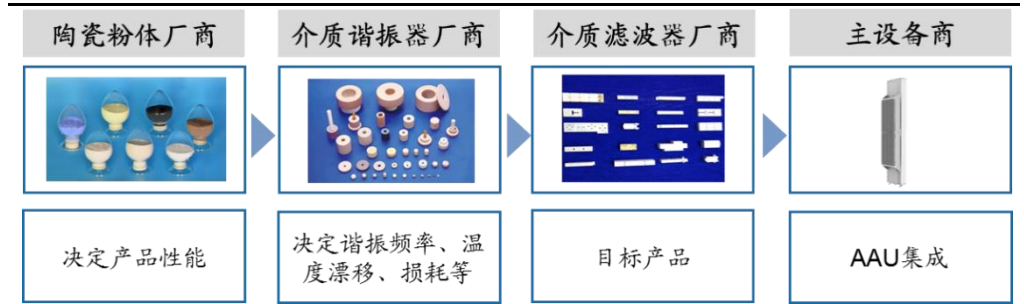 陶瓷粉体厂商
介质谐振器厂商
介质滤波器厂商
主设备商
决定产品性能
决定谐振频率、温
度漂移、损耗等
目标产品
AAU集成